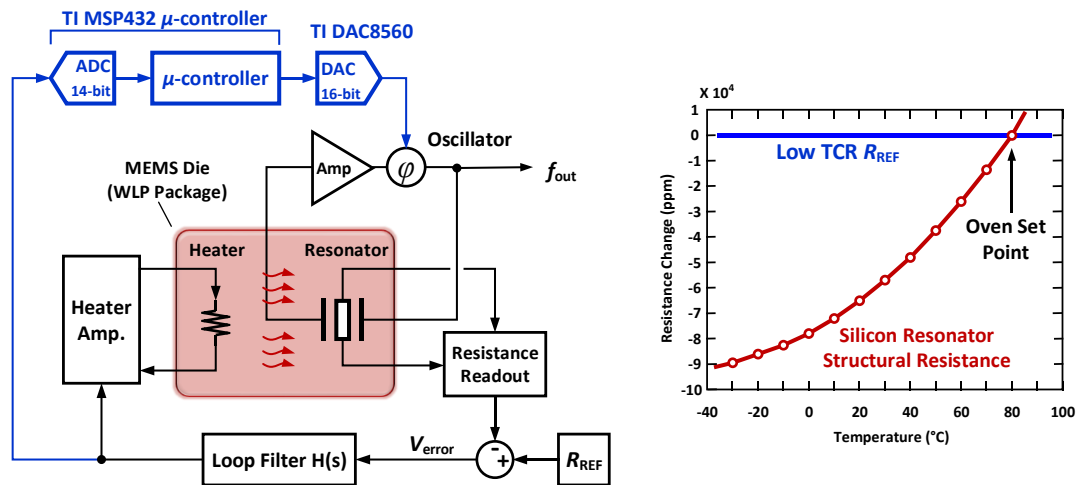 TI MSP432 μ-controller
TI DAC8560
ADC
14-bit
μ-controller
DAC
16-bit
Oscillator
Amp
φ
f_out
MEMS Die
(WLP Package)
Heater
Resonator
Heater
Amp.
Resistance
Readout
Loop Filter H(s)
V_error
-
+
R_REF
X 10⁴
1
0
-1
-2
-3
-4
-5
-6
-7
-8
-9
-10
Resistance Change (ppm)
Low TCR R_REF
Oven Set
Point
Silicon Resonator
Structural Resistance
-40 -20 0 20 40 60 80 100
Temperature (°C)